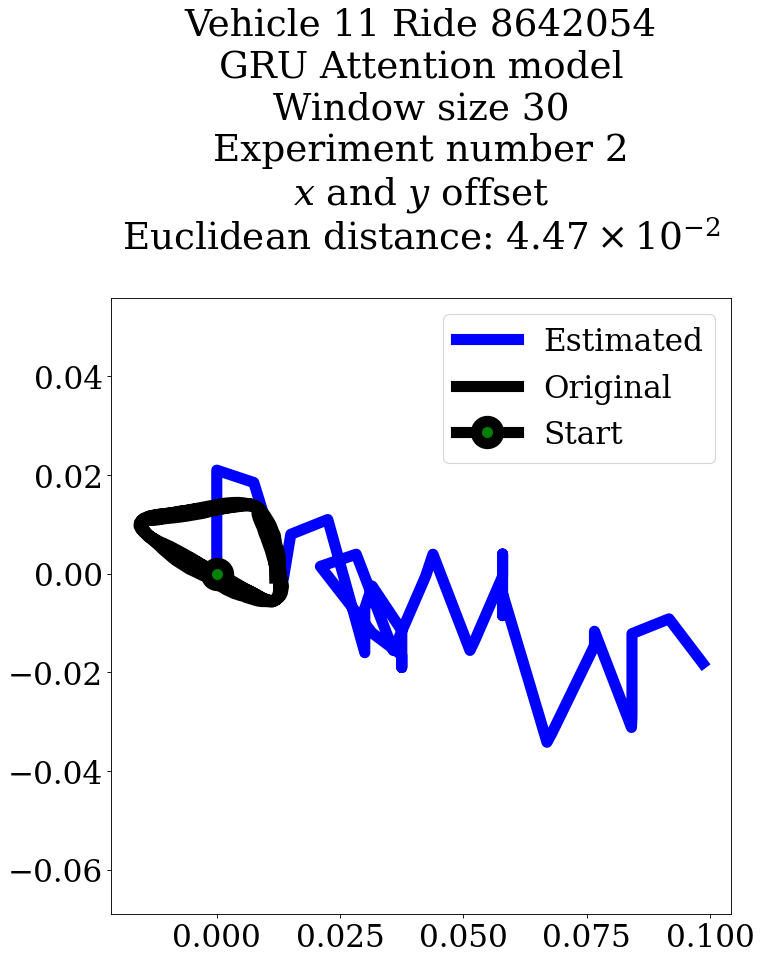 Vehicle 11 Ride 8642054
GRU Attention model
Window size 30
Experiment number 2
x and y offset
Euclidean distance: 4.47 × 10⁻²
Estimated
Original
Start
0.04
0.02
0.00
−0.02
−0.04
−0.06
0.000 0.025 0.050 0.075 0.100